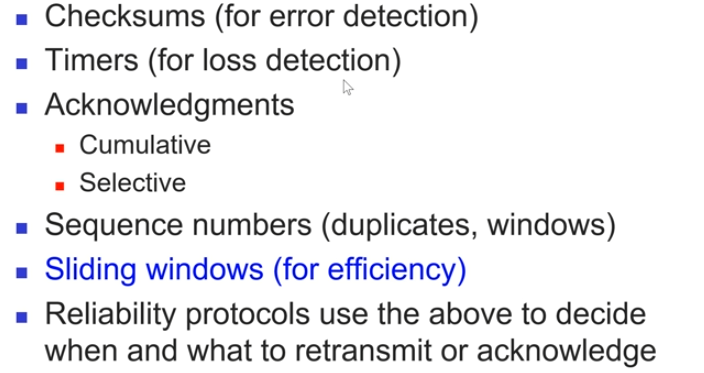 Checksums (for error detection)
Timers (for loss detection)
Acknowledgments
Cumulative
Selective
Sequence numbers (duplicates, windows)
Sliding windows (for efficiency)
Reliability protocols use the above to decide
when and what to retransmit or acknowledge